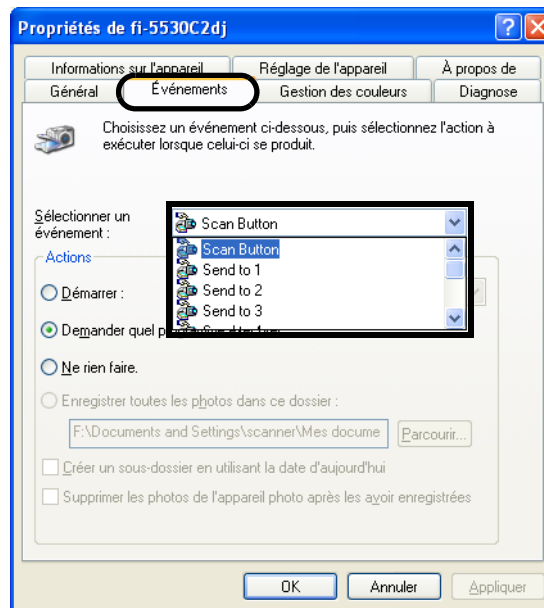 Propriétés de fi-5530C2dj
Informations sur l'appareil
Réglage de l'appareil
À propos de
Général
Événements
Gestion des couleurs
Diagnose
Choisissez un événement ci-dessous, puis sélectionnez l'action à
exécuter lorsque celui-ci se produit.
Sélectionner un
événement :
Scan Button
Scan Button
Send to 1
Send to 2
Send to 3
Actions
Démarrer :
Demander quel
Ne rien faire.
Enregistrer toutes les photos dans ce dossier :
F:\Documents and Settings\scanner\Mes docume
Parcourir...
Créer un sous-dossier en utilisant la date d'aujourd'hui
Supprimer les photos de l'appareil photo après les avoir enregistrées
OK
Annuler
Appliquer